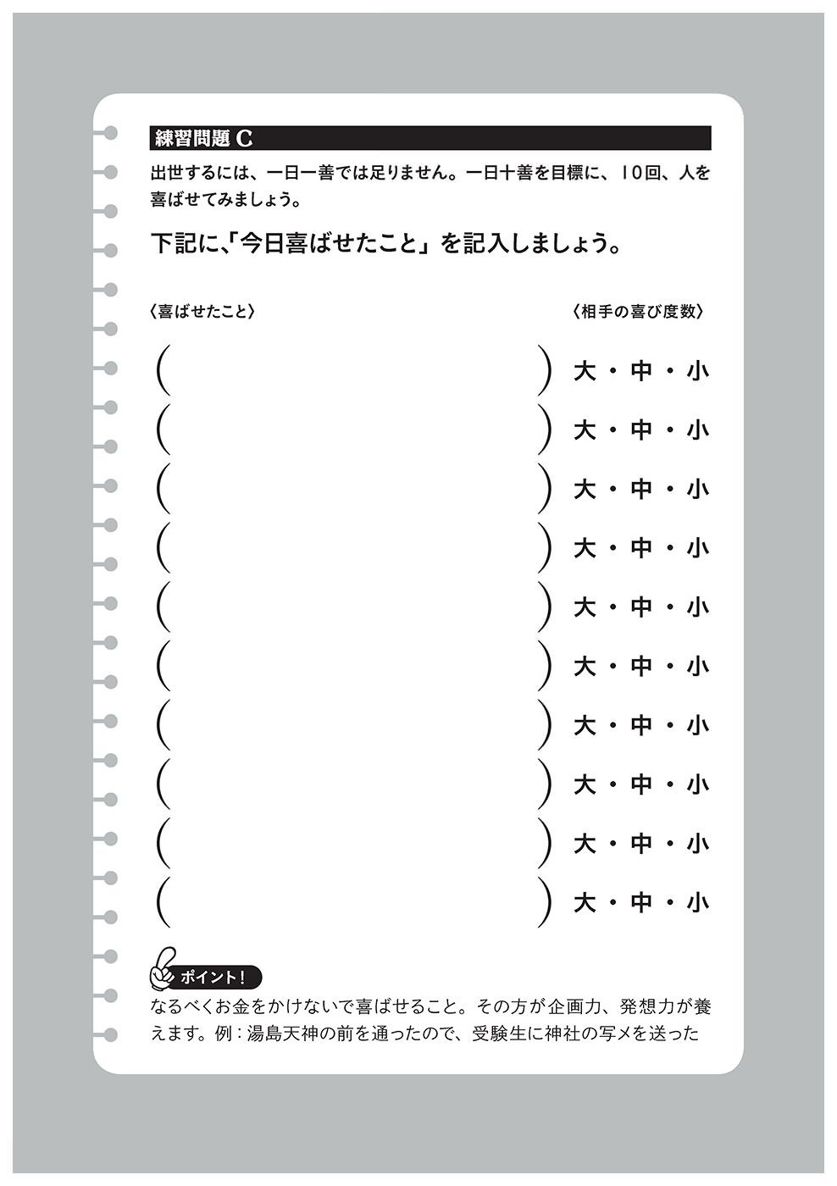 練習問題 C
出世するには、一日一善では足りません。一日十善を目標に、10回、人を
喜ばせてみましょう。
下記に、「今日喜ばせたこと」を記入しましょう。
〈喜ばせたこと〉 〈相手の喜び度数〉
( ) 大・中・小
( ) 大・中・小
( ) 大・中・小
( ) 大・中・小
( ) 大・中・小
( ) 大・中・小
( ) 大・中・小
( ) 大・中・小
( ) 大・中・小
( ) 大・中・小
ポイント!
なるべくお金をかけないで喜ばせること。その方が企画力、発想力が養
えます。例:湯島天神の前を通ったので、受験生に神社の写メを送った